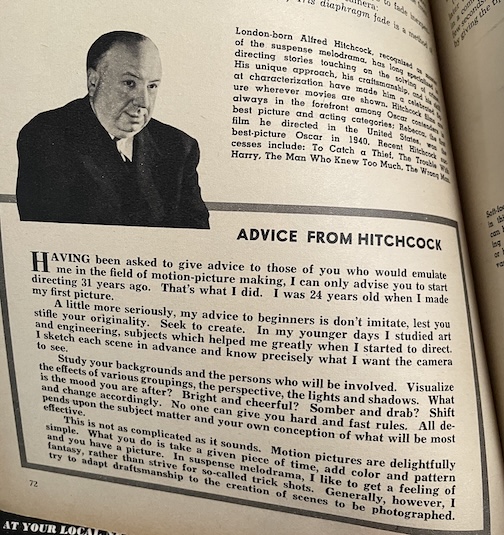 to fade
camera:
iris diaphragm fade is a method
London-born Alfred Hitchcock, recognized as
of the suspense melodrama, has long
directing stories touching on the solving of
His unique approach, his craftsmanship, and his
at characterization have made him a celebrated
ure wherever movies are shown. Hitchcock films
always in the forefront among Oscar
best picture and acting categories; Rebecca,
film he directed in the United States, won
best-picture Oscar in 1940. Recent Hitchcock
cesses include: To Catch a Thief, The Trouble With
Harry, The Man Who Knew Too Much, The Wrong Man.
ADVICE FROM HITCHCOCK
HAVING been asked to give advice to those of you who would emulate
me in the field of motion-picture making, I can only advise you to start
directing 31 years ago. That's what I did. I was 24 years old when I made
my first picture.
A little more seriously, my advice to beginners is don't imitate, lest you
stifle your originality. Seek to create. In my younger days I studied art
and engineering, subjects which helped me greatly when I started to direct.
I sketch each scene in advance and know precisely what I want the camera
to see.
Study your backgrounds and the persons who will be involved. Visualize
the effects of various groupings, the perspective, the lights and shadows. What
is the mood you are after? Bright and cheerful? Somber and drab? Shift
and change accordingly. No one can give you hard and fast rules. All de-
pends upon the subject matter and your own conception of what will be most
effective.
This is not as complicated as it sounds. Motion pictures are delightfully
simple. What you do is take a given piece of time, add color and pattern
and you have a picture. In suspense melodrama, I like to get a feeling of
fantasy, rather than strive for so-called trick shots. Generally, however, I
try to adapt draftsmanship to the creation of scenes to be photographed.
72
AT YOUR LOCAL